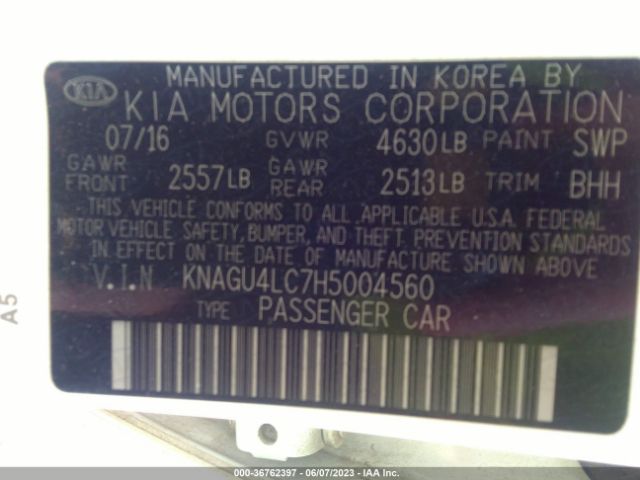 MANUFACTURED IN KOREA BY
KIA KIA MOTORS CORPORATION
07/16 GVWR 4630LB PAINT SWP
GAWR FRONT 2557LB GAWR REAR 2513LB TRIM BHH
THIS VEHICLE CONFORMS TO ALL APPLICABLE U.S.A. FEDERAL
MOTOR VEHICLE SAFETY, BUMPER, AND THEFT PREVENTION STANDARDS
IN EFFECT ON THE DATE OF MANUFACTURE SHOWN ABOVE
V.I.N KNAGU4LC7H5004560
TYPE PASSENGER CAR
A5
000-36762397 - 06/07/2023 - IAA Inc.